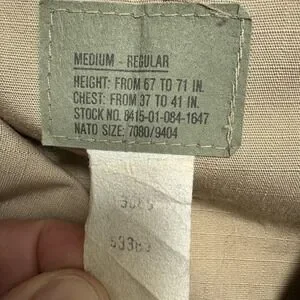 MEDIUM - REGULAR
HEIGHT: FROM 67 TO 71 IN.
CHEST: FROM 37 TO 41 IN.
STOCK NO. 8415-01-084-1647
NATO SIZE: 7080/9404